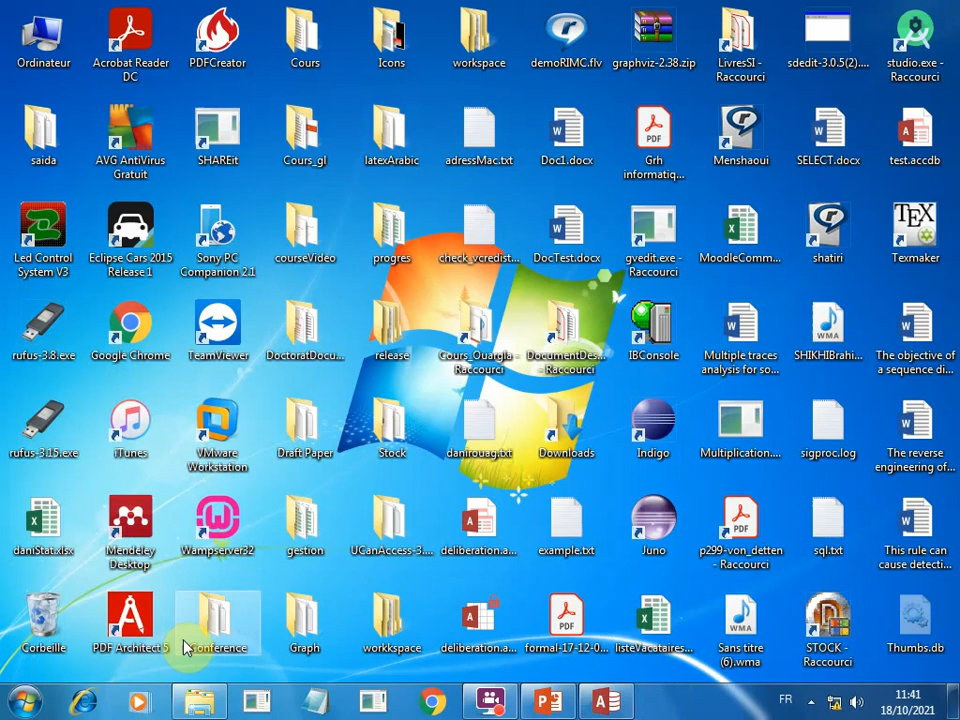 Ordinateur
Acrobat Reader
DC
PDFCreator
Cours
Icons
workspace
demoRIMC.flv
graphviz-2.38.zip
LivresSI -
Raccourci
sdedit-3.0.5(2)....
studio.exe -
Raccourci
saida
AVG AntiVirus
Gratuit
SHAREit
Cours_gl
latexArabic
adressMac.txt
Doc1.docx
PDF
Grh
informatiq...
Menshaoui
SELECT.docx
test.accdb
Led Control
System V3
Eclipse Cars 2015
Release 1
Sony PC
Companion 2.1
courseVidéo
progres
check_vcredist...
DocTest.docx
gvedit.exe -
Raccourci
MoodleComm...
shatiri
TEX
Texmaker
rufus-3.8.exe
Google Chrome
TeamViewer
DoctoratDocu...
release
Cours_Ouargla -
Raccourci
DocumentDes...
- Raccourci
IBConsole
Multiple traces
analysis for so...
WMA
SHIKHIBrahi...
The objective of
a sequence di...
rufus-3.15.exe
iTunes
VMware
Workstation
Draft Paper
Stock
danirouag.txt
Downloads
Indigo
Multiplication....
sigproc.log
The reverse
engineering of...
daniStat.xlsx
Mendeley
Desktop
Wampserver32
gestion
UCanAccess-3....
deliberation.a...
example.txt
Juno
PDF
p299-von_detten
- Raccourci
sql.txt
This rule can
cause detecti...
Corbeille
PDF Architect 5
Conference
Graph
workkspace
deliberation.a...
PDF
formal-17-12-0...
listeVacataires...
WMA
Sans titre
(6).wma
STOCK -
Raccourci
Thumbs.db
FR
11:41
18/10/2021